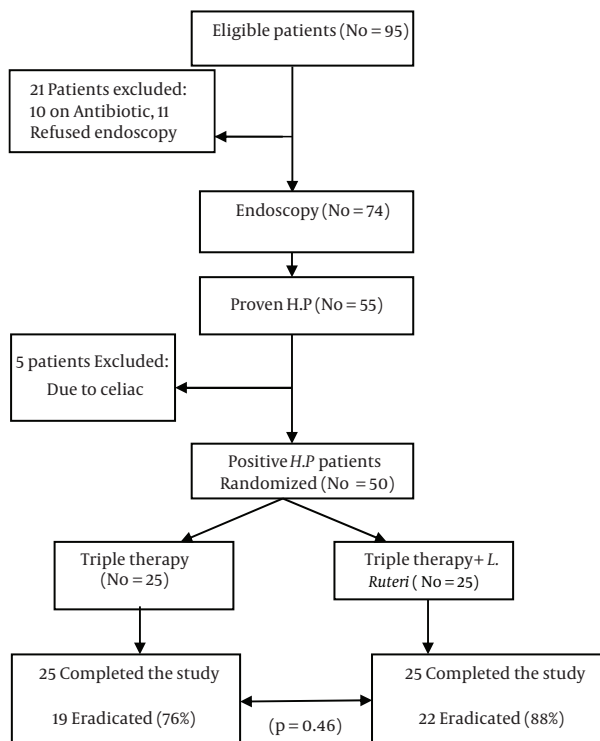 Eligible patients (No = 95)
21 Patients excluded:
10 on Antibiotic, 11
Refused endoscopy
Endoscopy (No = 74)
Proven H.P (No = 55)
5 patients Excluded:
Due to celiac
Positive H.P patients
Randomized (No = 50)
Triple therapy
(No = 25)
Triple therapy+ L.
Ruteri ( No = 25)
25 Completed the study
19 Eradicated (76%)
(p = 0.46)
25 Completed the study
22 Eradicated (88%)